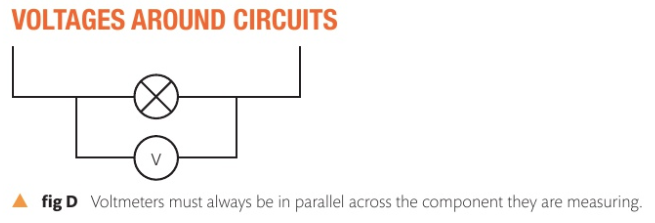 VOLTAGES AROUND CIRCUITS
V
fig D Voltmeters must always be in parallel across the component they are measuring.